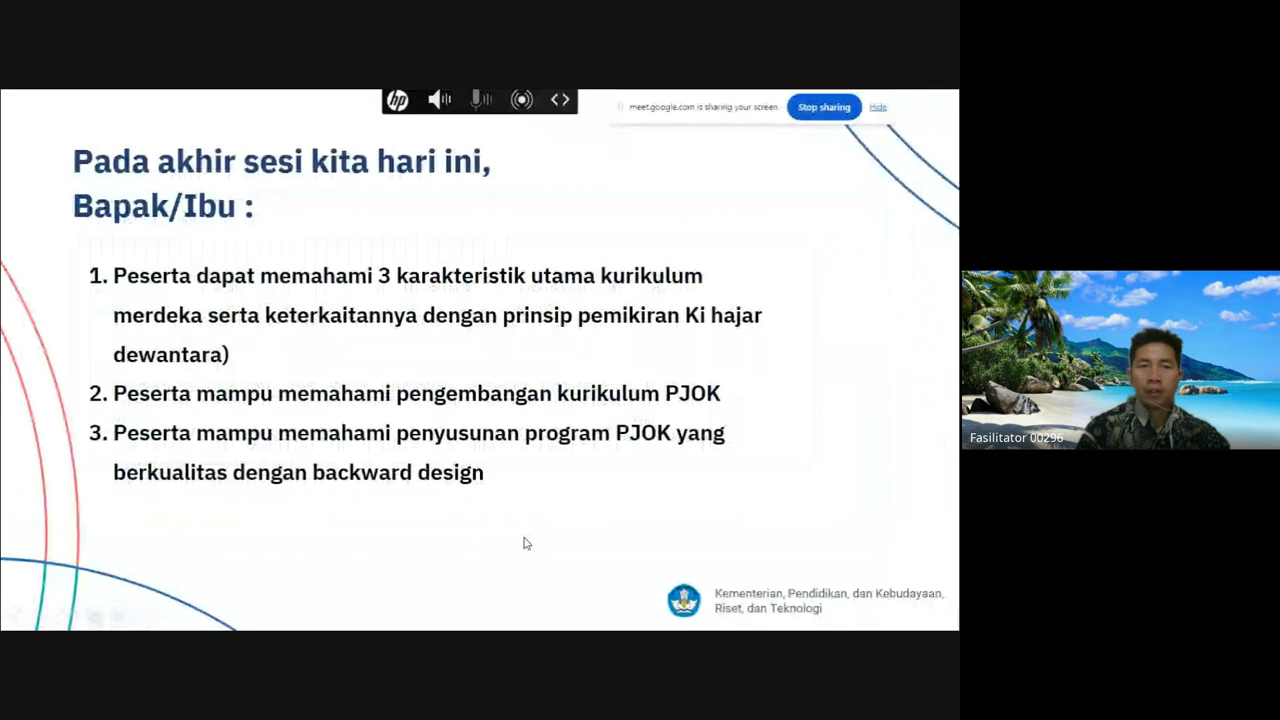 hp
meet.google.com is sharing your screen.
Stop sharing
Hide
Pada akhir sesi kita hari ini,
Bapak/Ibu :
1. Peserta dapat memahami 3 karakteristik utama kurikulum
merdeka serta keterkaitannya dengan prinsip pemikiran Ki hajar
dewantara)
2. Peserta mampu memahami pengembangan kurikulum PJOK
3. Peserta mampu memahami penyusunan program PJOK yang
berkualitas dengan backward design
Kementerian, Pendidikan, dan Kebudayaan,
Riset, dan Teknologi
Fasilitator 00296